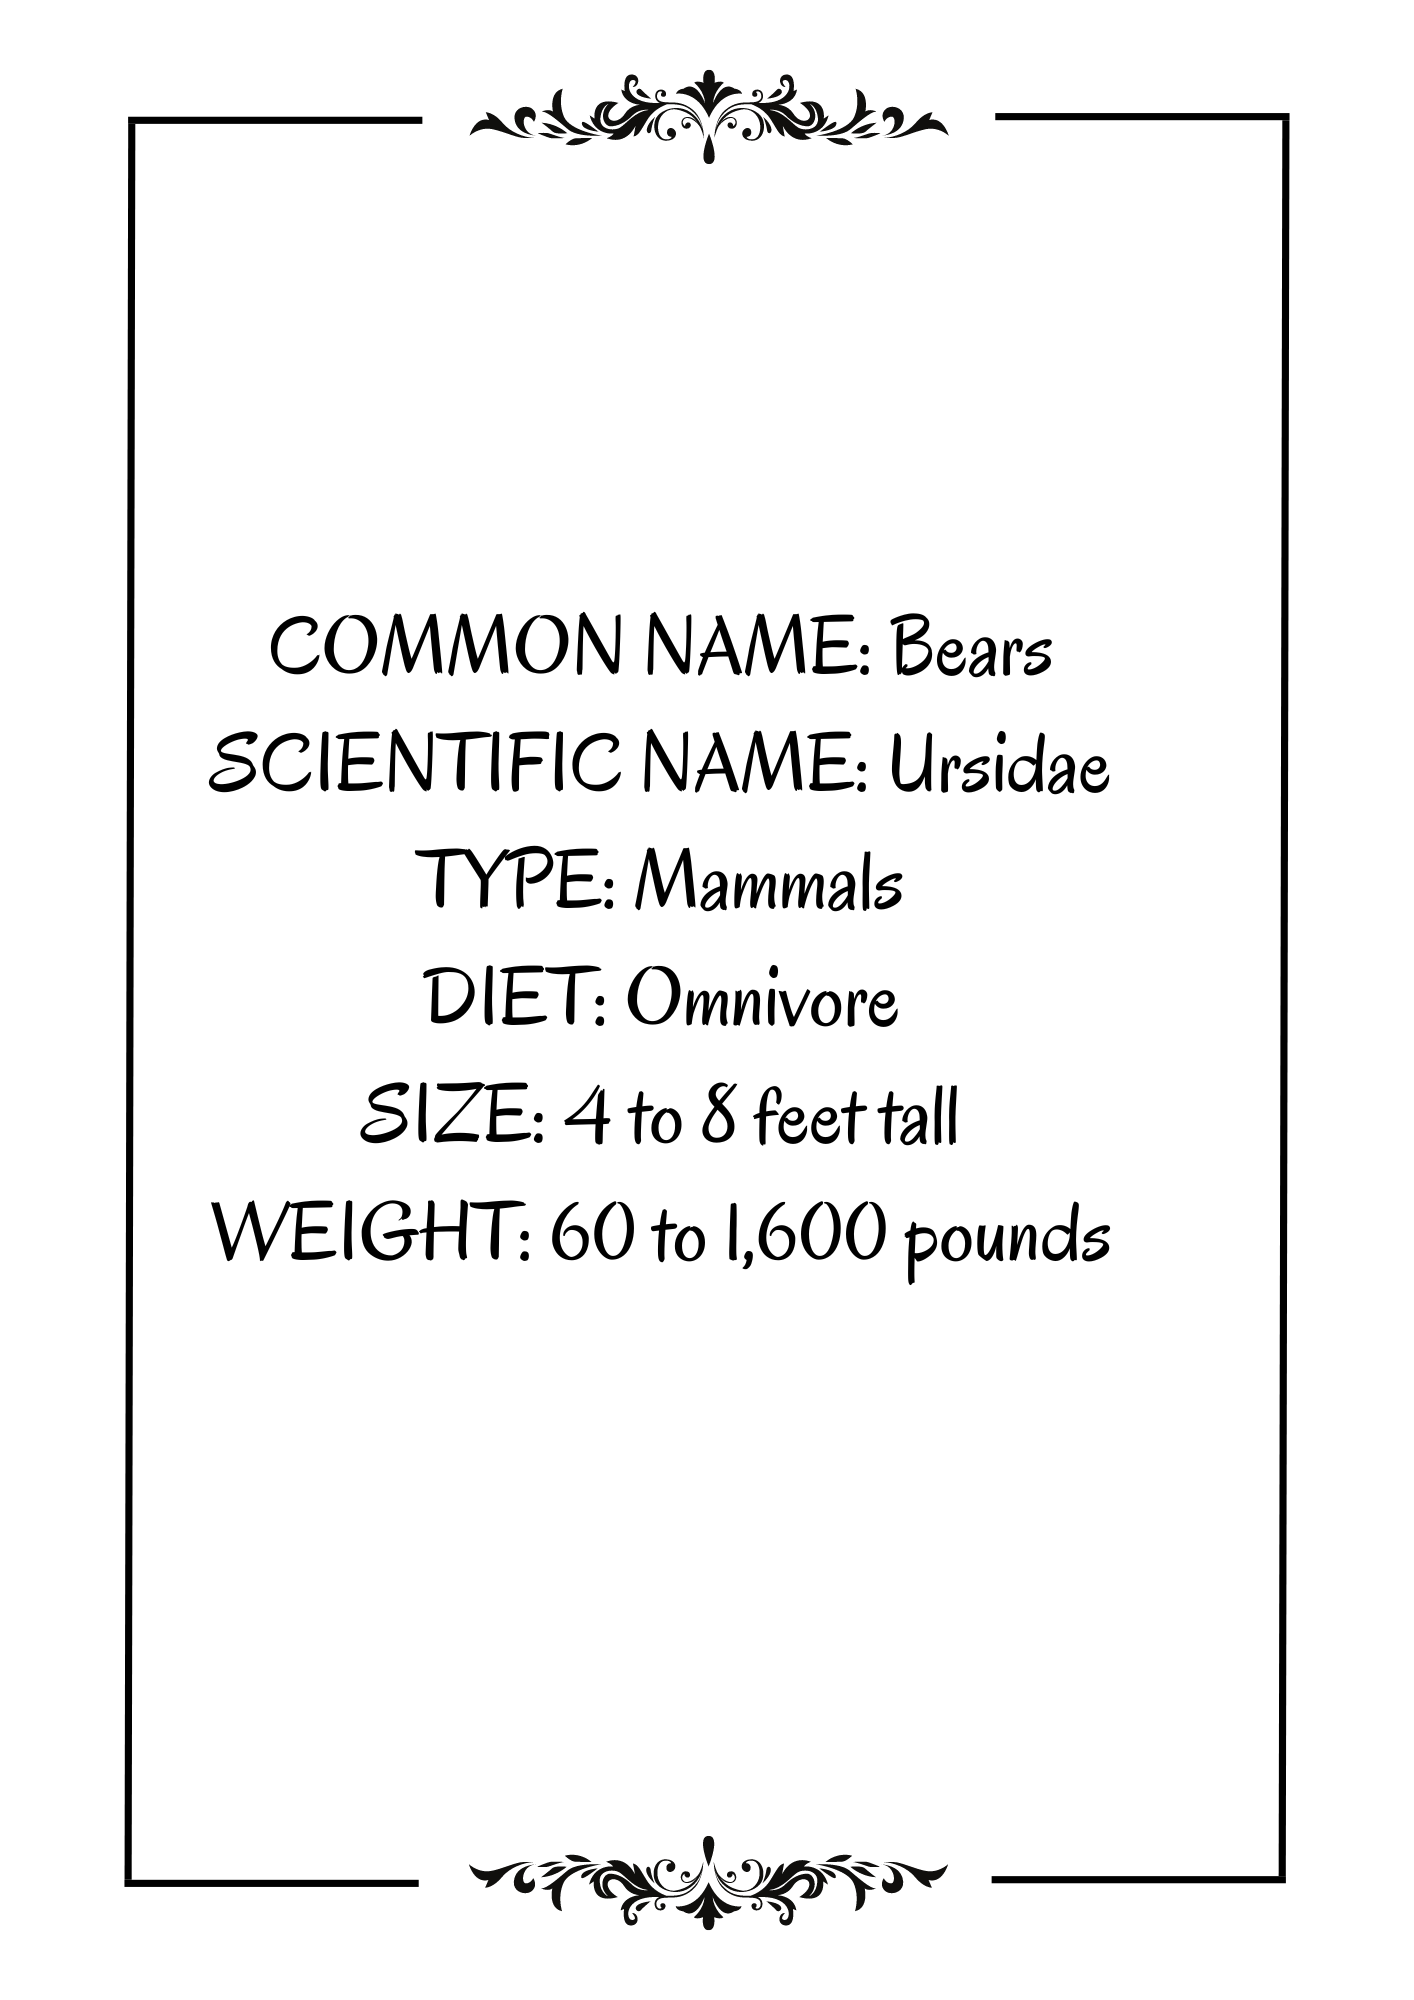 COMMON NAME: Bears
SCIENTIFIC NAME: Ursidae
TYPE: Mammals
DIET: Omnivore
SIZE: 4 to 8 feet tall
WEIGHT: 60 to 1,600 pounds